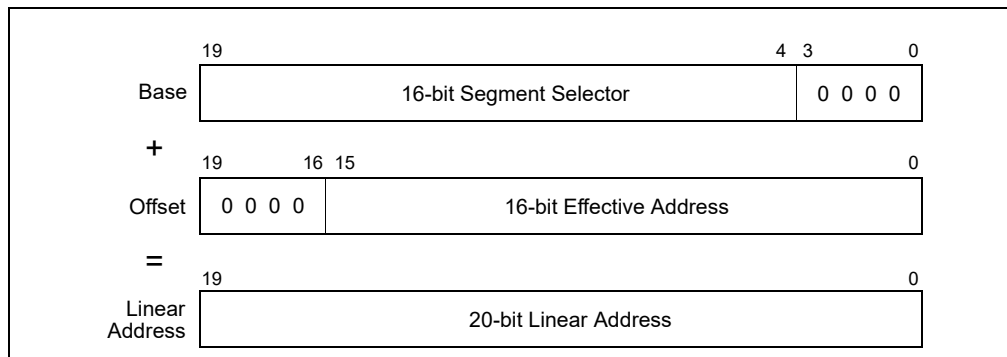 19 4 3 0
Base 16-bit Segment Selector 0 0 0 0
+
19 16 15 0
Offset 0 0 0 0 16-bit Effective Address
=
19 0
Linear
Address 20-bit Linear Address